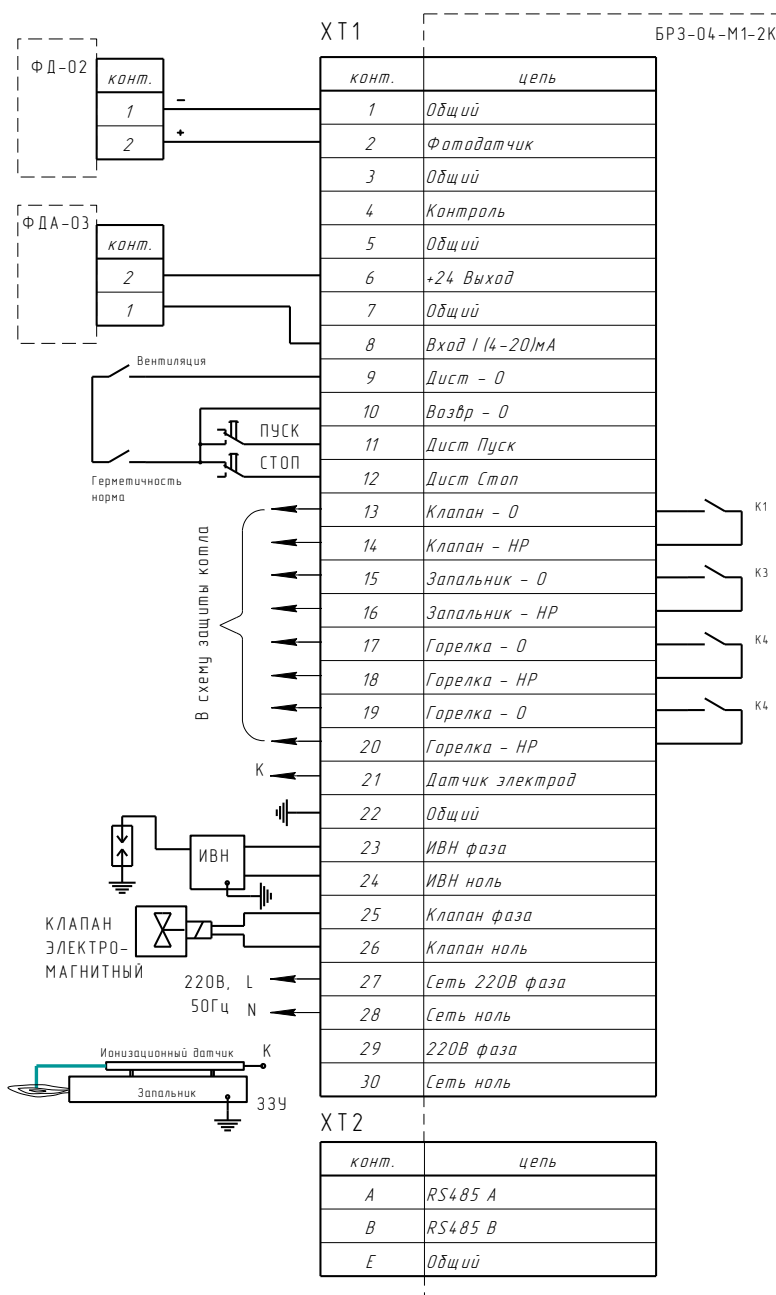 XT1
БРЗ-04-М1-2К
ФД-02
конт.
1
2
-
+
ФДА-03
конт.
2
1
Вентиляция
ПУСК
СТОП
Герметичность
норма
В схему защиты котла
К
ИВН
КЛАПАН
ЭЛЕКТРО-
МАГНИТНЫЙ
220В, L
50Гц N
Ионизационный датчик К
Запальник
ЗЗУ
конт. цепь
1 Общий
2 Фотодатчик
3 Общий
4 Контроль
5 Общий
6 +24 Выход
7 Общий
8 Вход I (4-20)мА
9 Дист - О
10 Возвр - О
11 Дист Пуск
12 Дист Стоп
13 Клапан - О
14 Клапан - НР
15 Запальник - О
16 Запальник - НР
17 Горелка - О
18 Горелка - НР
19 Горелка - О
20 Горелка - НР
21 Датчик электрод
22 Общий
23 ИВН фаза
24 ИВН ноль
25 Клапан фаза
26 Клапан ноль
27 Сеть 220В фаза
28 Сеть ноль
29 220В фаза
30 Сеть ноль
К1
К3
К4
К4
XT2
конт. цепь
A RS485 A
B RS485 B
E Общий